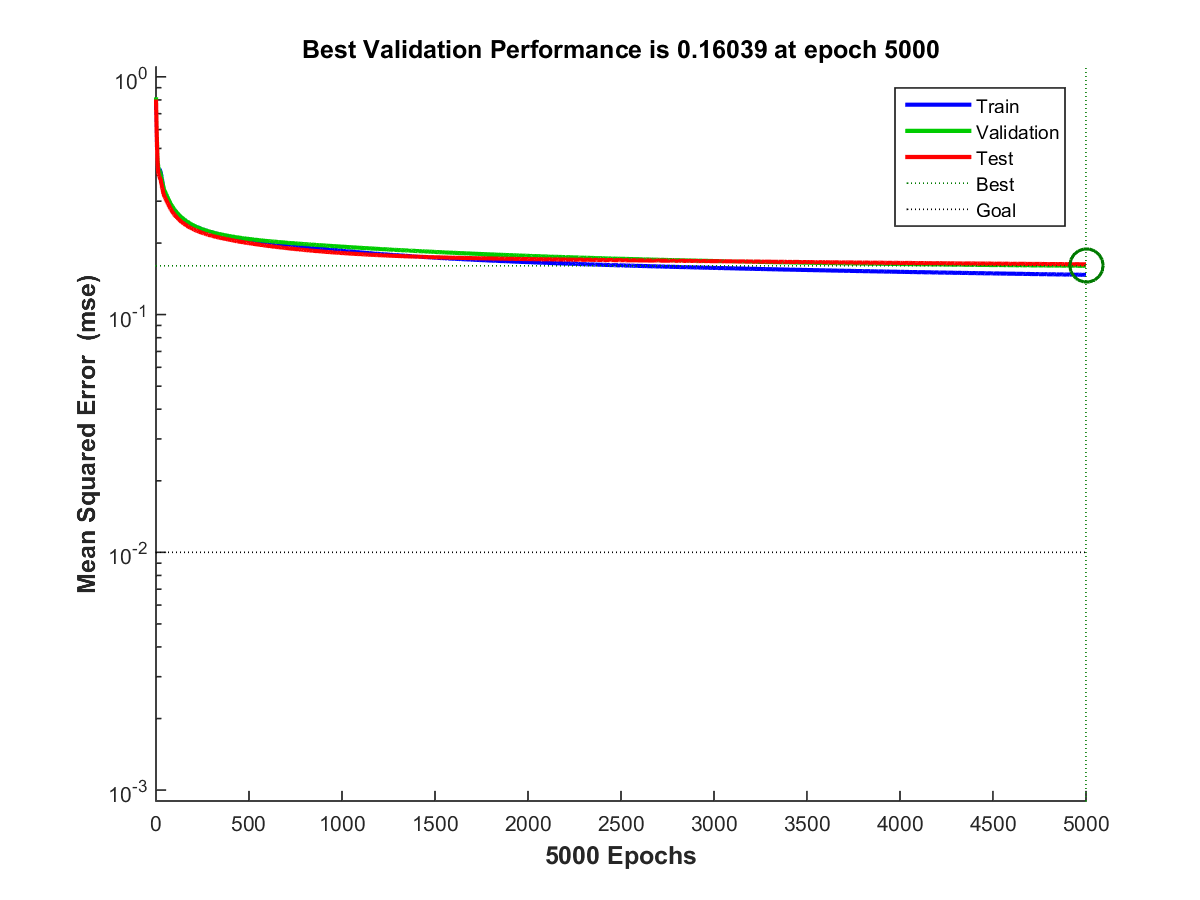 Best Validation Performance is 0.16039 at epoch 5000
Train
Validation
Test
Best
Goal
Mean Squared Error (mse)
10^0
10^-1
10^-2
10^-3
0 500 1000 1500 2000 2500 3000 3500 4000 4500 5000
5000 Epochs